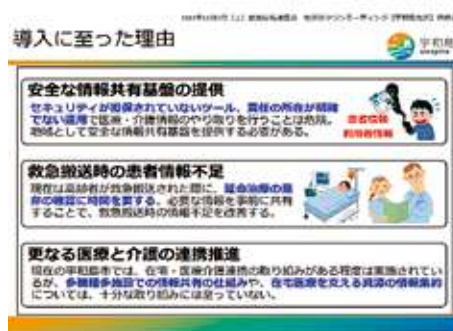 導入に至った理由
宇和島
安全な情報共有基盤の提供
セキュリティが担保されていないツール、責任の所在が明確
でない運用で医療・介護情報のやり取りを行うことは危険。
地域として安全な情報共有基盤を提供する必要がある。
患者情報
利用者情報
救急搬送時の患者情報不足
現在は高齢者が救急搬送された際に、延命治療の是
非の確認に時間を要する。必要な情報を事前に共有
することで、救急搬送時の情報不足を改善する。
更なる医療と介護の連携推進
現在の宇和島市では、在宅・医療介護連携の取り組みがある程度は実施されてい
るが、多職種多施設での情報共有の仕組みや、在宅医療を支える資源の情報集約
については、十分な取り組みには至っていない。